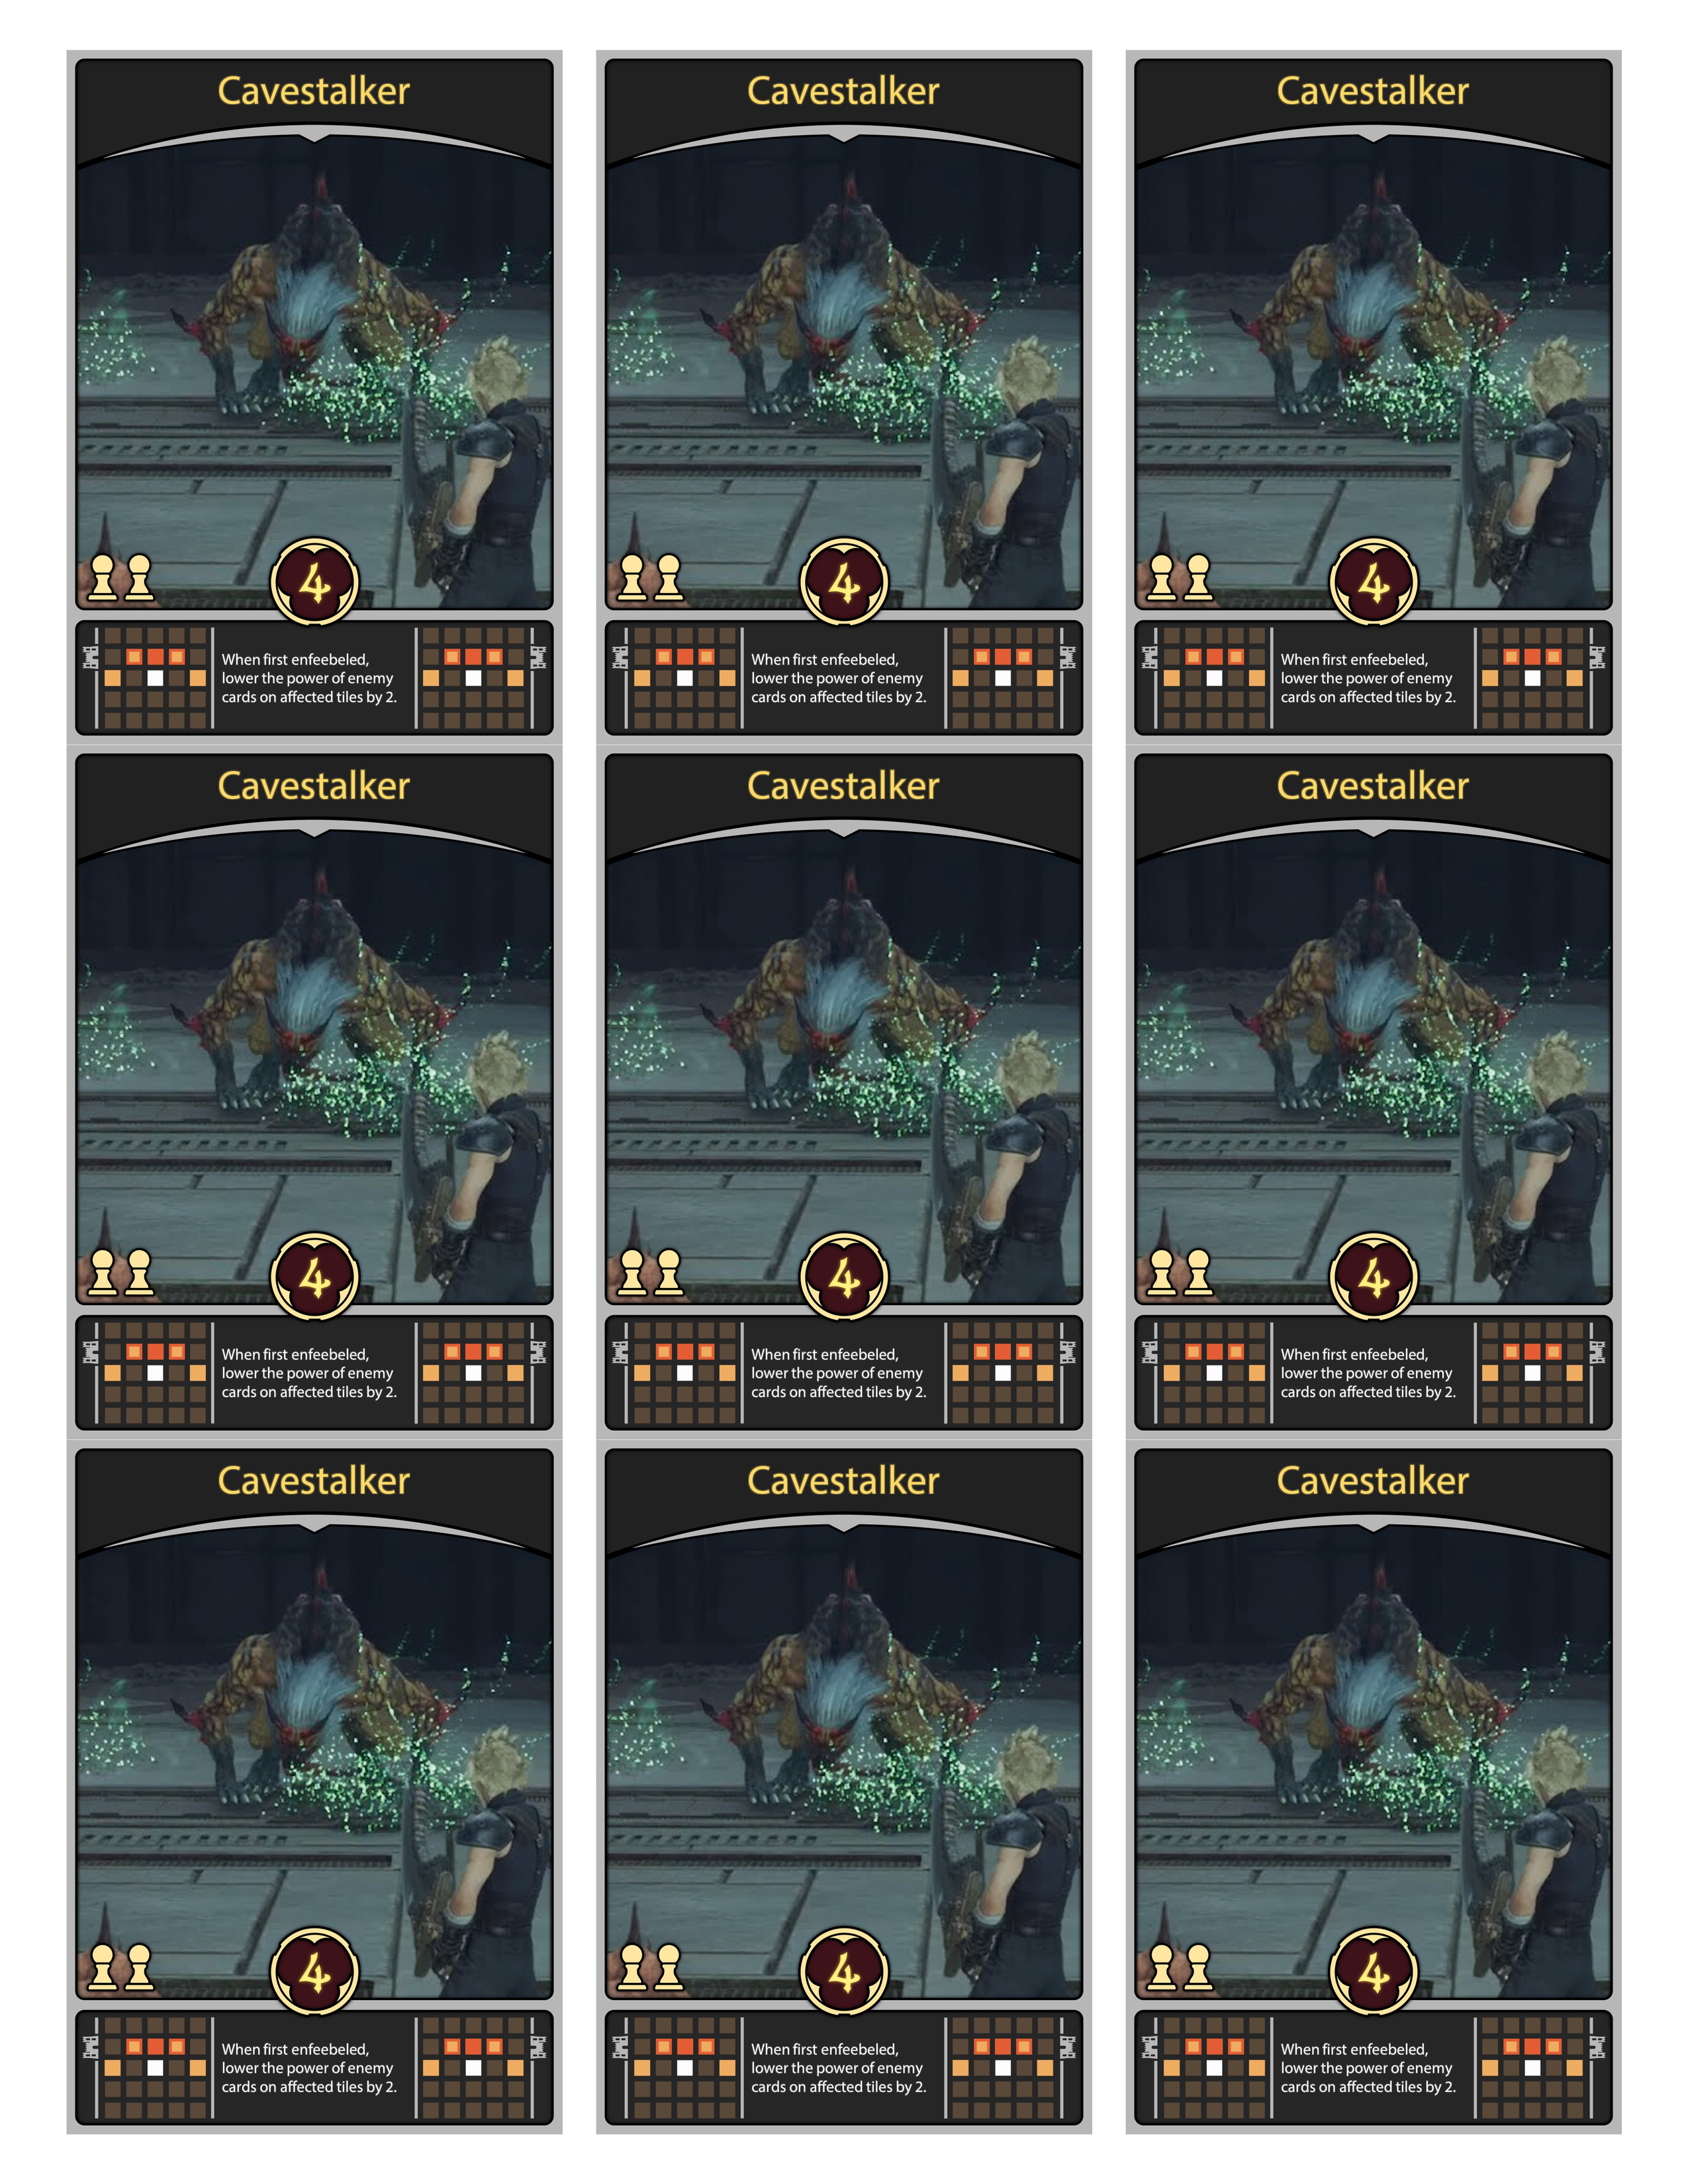 Cavestalker
4
When first enfeebeled,
lower the power of enemy
cards on affected tiles by 2.
Cavestalker
4
When first enfeebeled,
lower the power of enemy
cards on affected tiles by 2.
Cavestalker
4
When first enfeebeled,
lower the power of enemy
cards on affected tiles by 2.
Cavestalker
4
When first enfeebeled,
lower the power of enemy
cards on affected tiles by 2.
Cavestalker
4
When first enfeebeled,
lower the power of enemy
cards on affected tiles by 2.
Cavestalker
4
When first enfeebeled,
lower the power of enemy
cards on affected tiles by 2.
Cavestalker
4
When first enfeebeled,
lower the power of enemy
cards on affected tiles by 2.
Cavestalker
4
When first enfeebeled,
lower the power of enemy
cards on affected tiles by 2.
Cavestalker
4
When first enfeebeled,
lower the power of enemy
cards on affected tiles by 2.